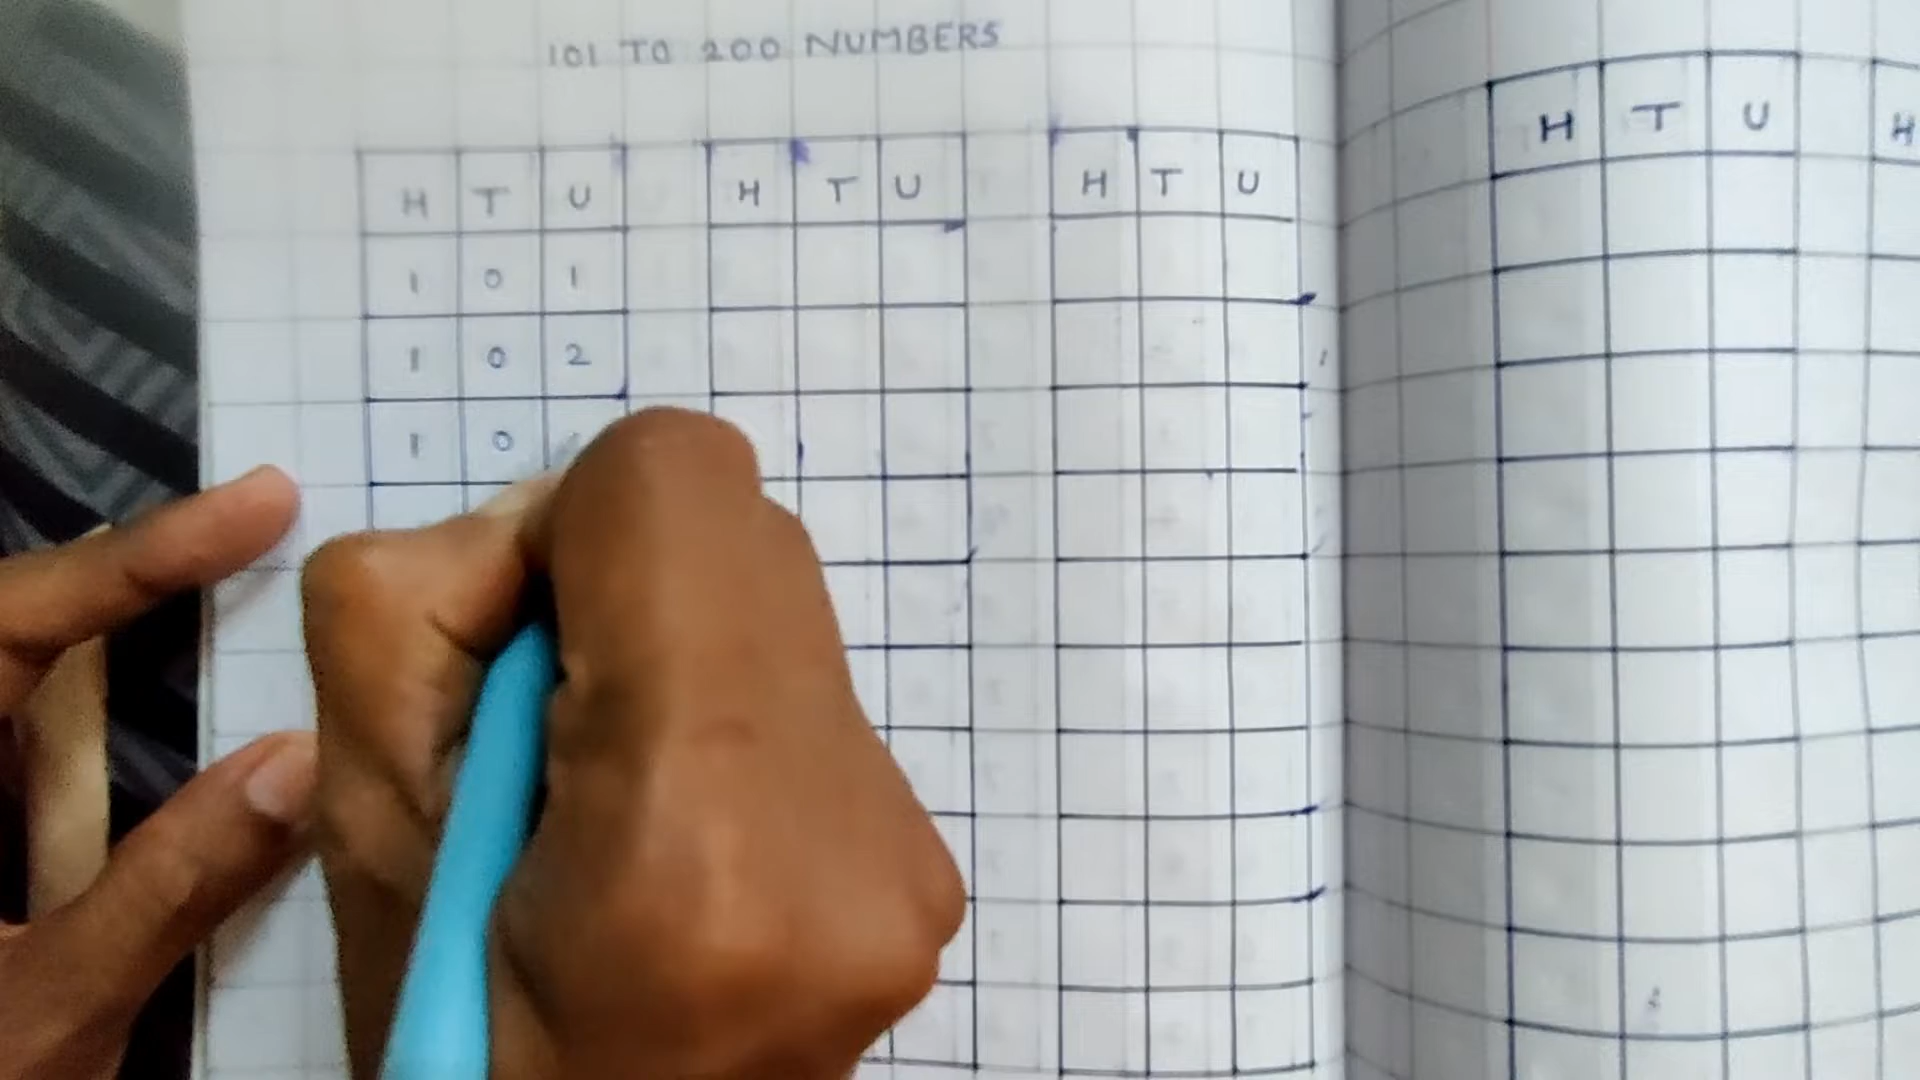 101 TO 200 NUMBERS
H T U H T U H T U H T U H
1 0 1
1 0 2
1 0